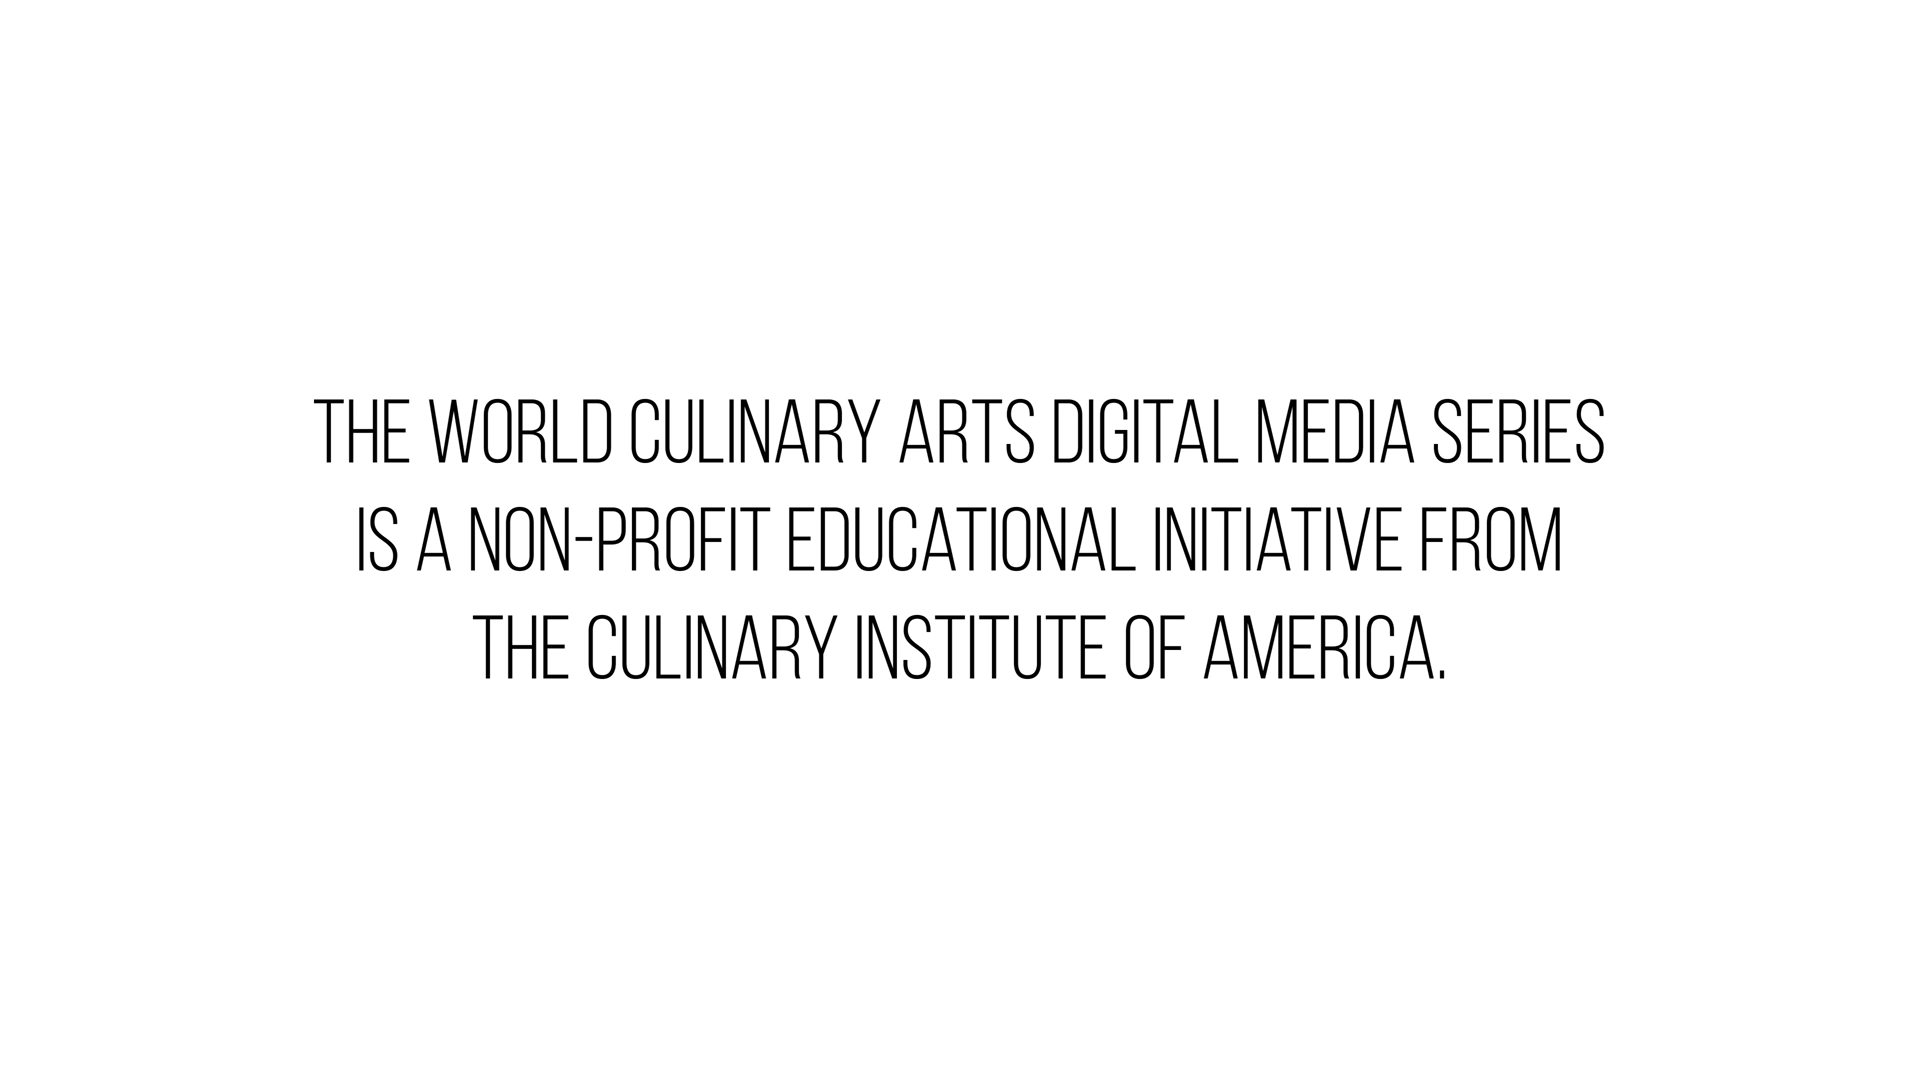 THE WORLD CULINARY ARTS DIGITAL MEDIA SERIES
IS A NON-PROFIT EDUCATIONAL INITIATIVE FROM
THE CULINARY INSTITUTE OF AMERICA.